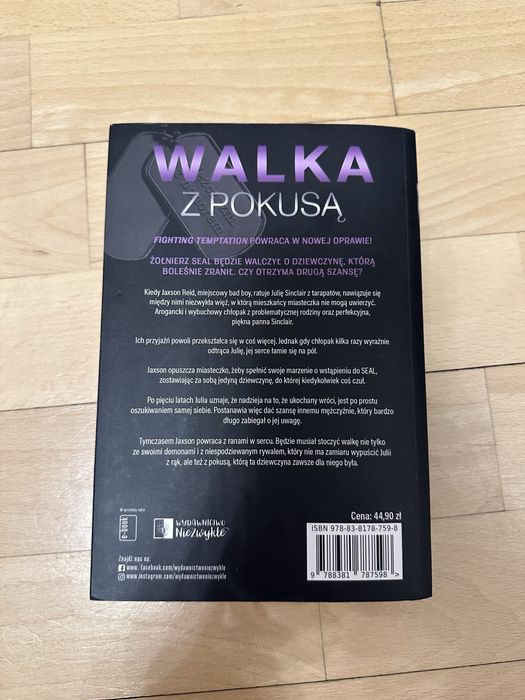 WALKA
Z POKUSĄ
FIGHTING TEMPTATION POWRACA W NOWEJ OPRAWIE!
ŻOŁNIERZ SEAL BĘDZIE WALCZYŁ O DZIEWCZYNĘ, KTÓRĄ
BOLEŚNIE ZRANIŁ. CZY OTRZYMA DRUGĄ SZANSĘ?
Kiedy Jaxson Reid, miejscowy bad boy, ratuje Julię Sinclair z tarapatów, nawiązuje się
między nimi niezwykła więź, w którą mieszkańcy miasteczka nie mogą uwierzyć.
Arogancki i wybuchowy chłopak z problematycznej rodziny oraz perfekcyjna,
piękna panna Sinclair.
Ich przyjaźń powoli przekształca się w coś więcej. Jednak gdy chłopak kilka razy wyraźnie
odtrąca Julię, jej serce łamie się na pół.
Jaxson opuszcza miasteczko, żeby spełnić swoje marzenie o wstąpieniu do SEAL,
zostawiając za sobą jedyną dziewczynę, do której kiedykolwiek coś czuł.
Po pięciu latach Julia uznaje, że nadzieja na to, że ukochany wróci, jest po prostu
oszukiwaniem samej siebie. Postanawia więc dać szansę innemu mężczyźnie, który bardzo
długo zabiegał o jej uwagę.
Tymczasem Jaxson powraca z ranami w sercu. Będzie musiał stoczyć walkę nie tylko
ze swoimi demonami i z niespodziewanym rywalem, który nie ma zamiaru wypuścić Julii
z rąk, ale też z pokusą, którą ta dziewczyna zawsze dla niego była.
W sprzedaży także
e-book
WYDAWNICTWO
NIEZWYKŁE
Cena: 44,90 zł
ISBN 978-83-8178-759-8
9 788381 787598 >
Znajdź nas na:
www.facebook.com/wydawnictwoniezwykle
www.instagram.com/wydawnictwoniezwykle